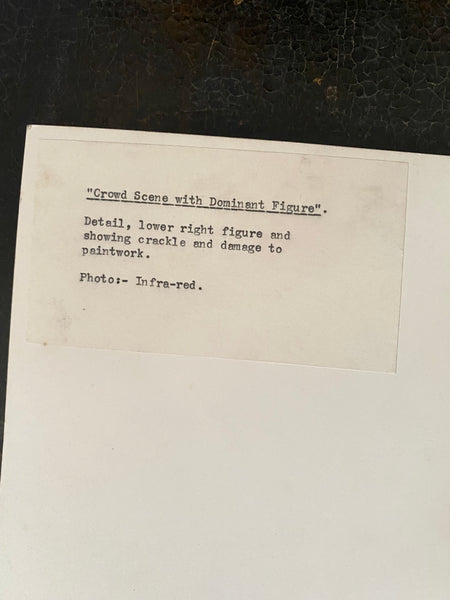 "Crowd Scene with Dominant Figure".
Detail, lower right figure and
showing crackle and damage to
paintwork.
Photo:- Infra-red.